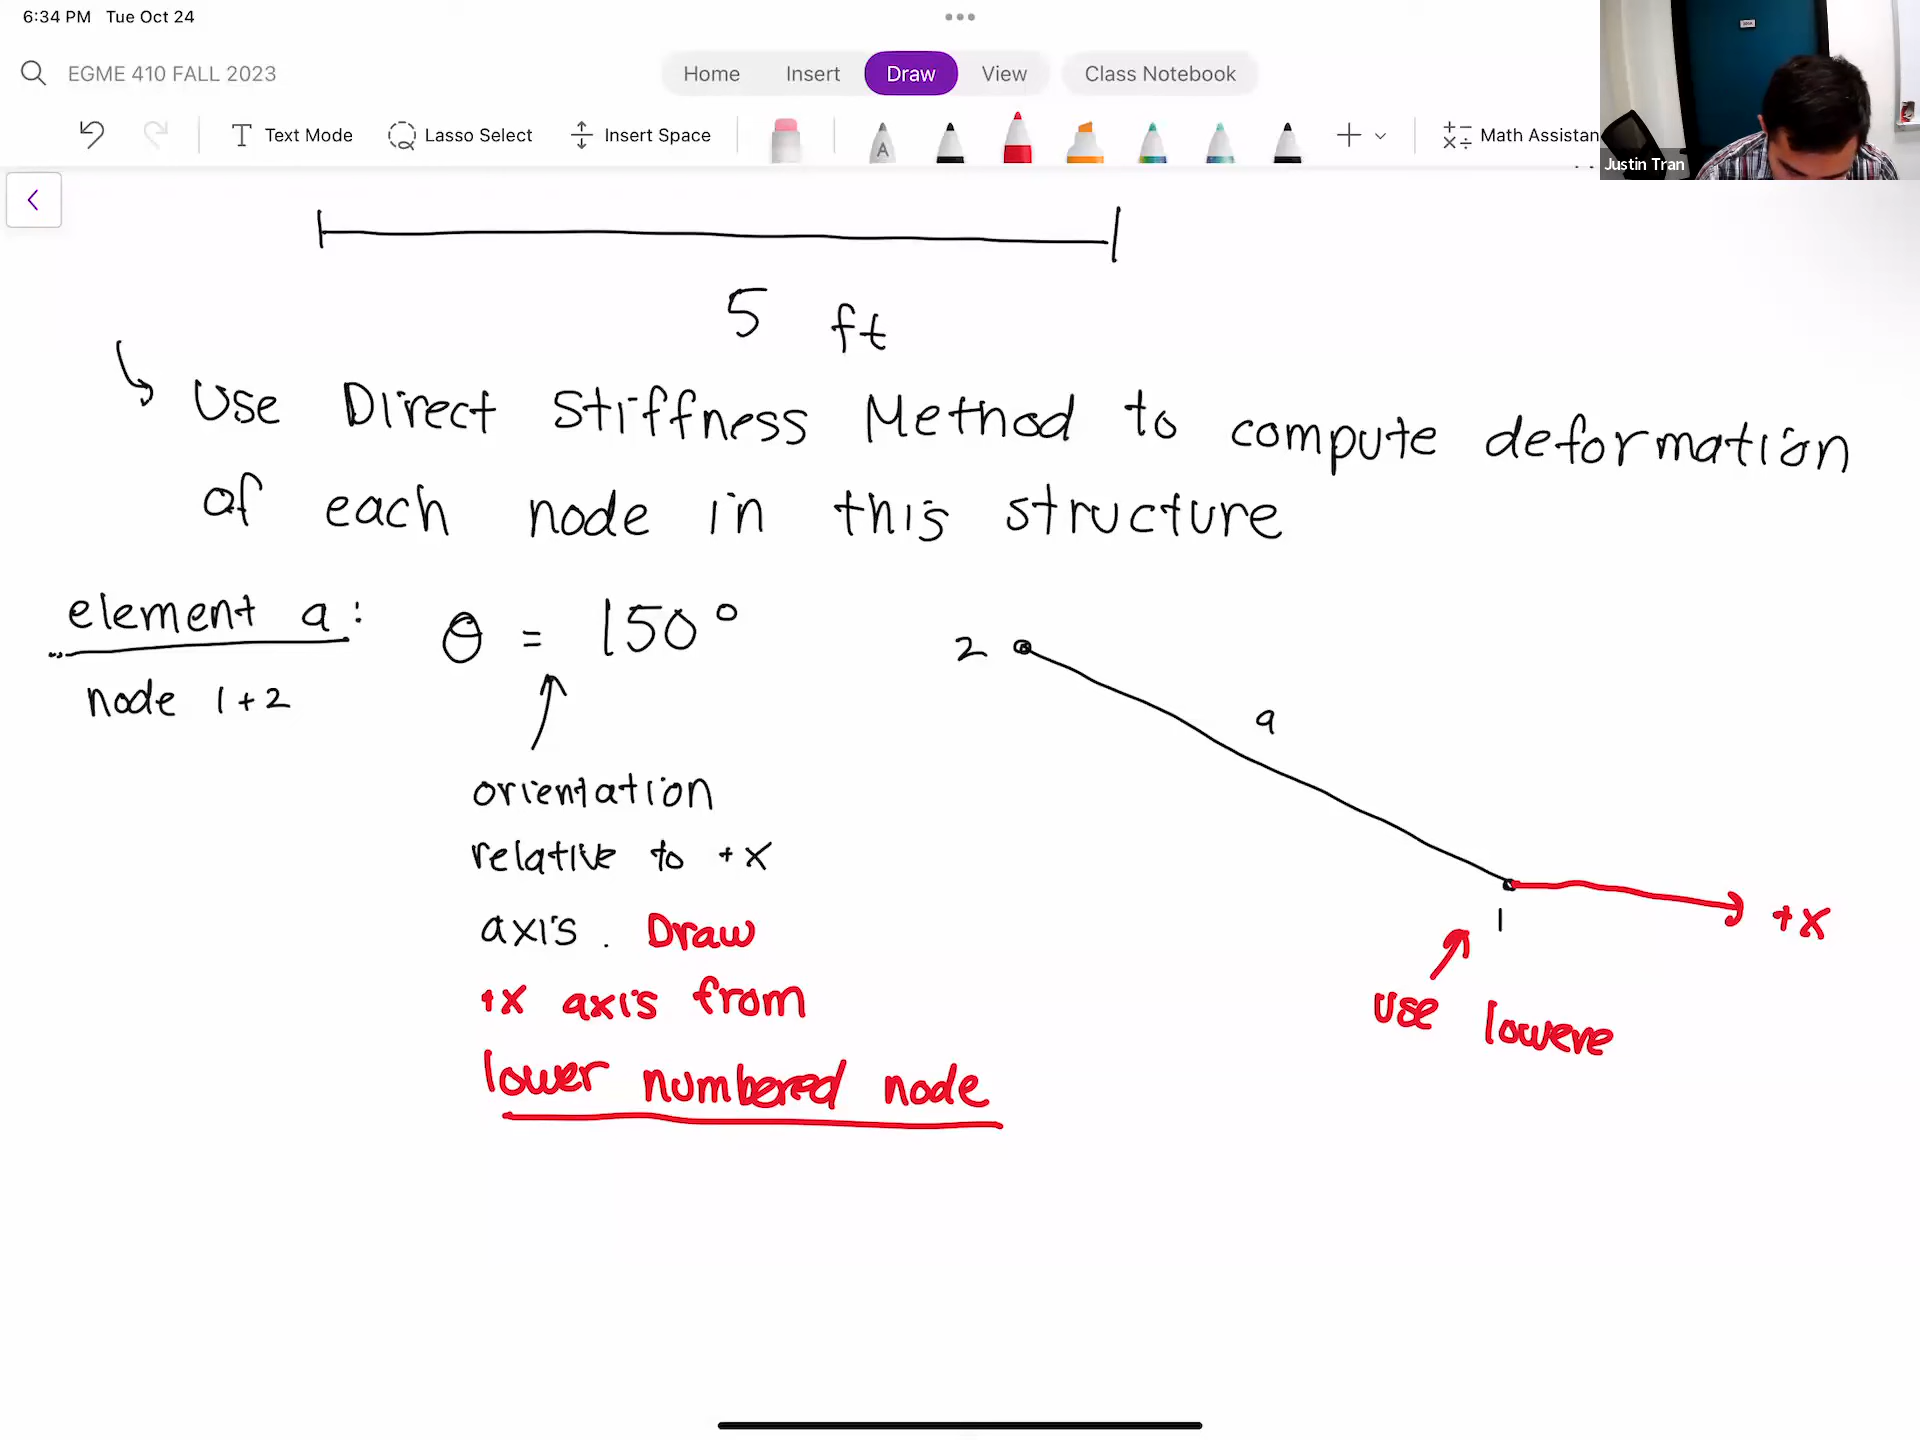 6:34 PM Tue Oct 24
EGME 410 FALL 2023
Home Insert Draw View Class Notebook
Text Mode Lasso Select Insert Space A Math Assistan
Justin Tran
5 ft
Use Direct Stiffness Method to compute deformation
of each node in this structure
element a:
node 1+2
θ = 150°
orientation
relative to +x
axis. Draw
+x axis from
lower numbered node
2
a
1
+x
use lowere